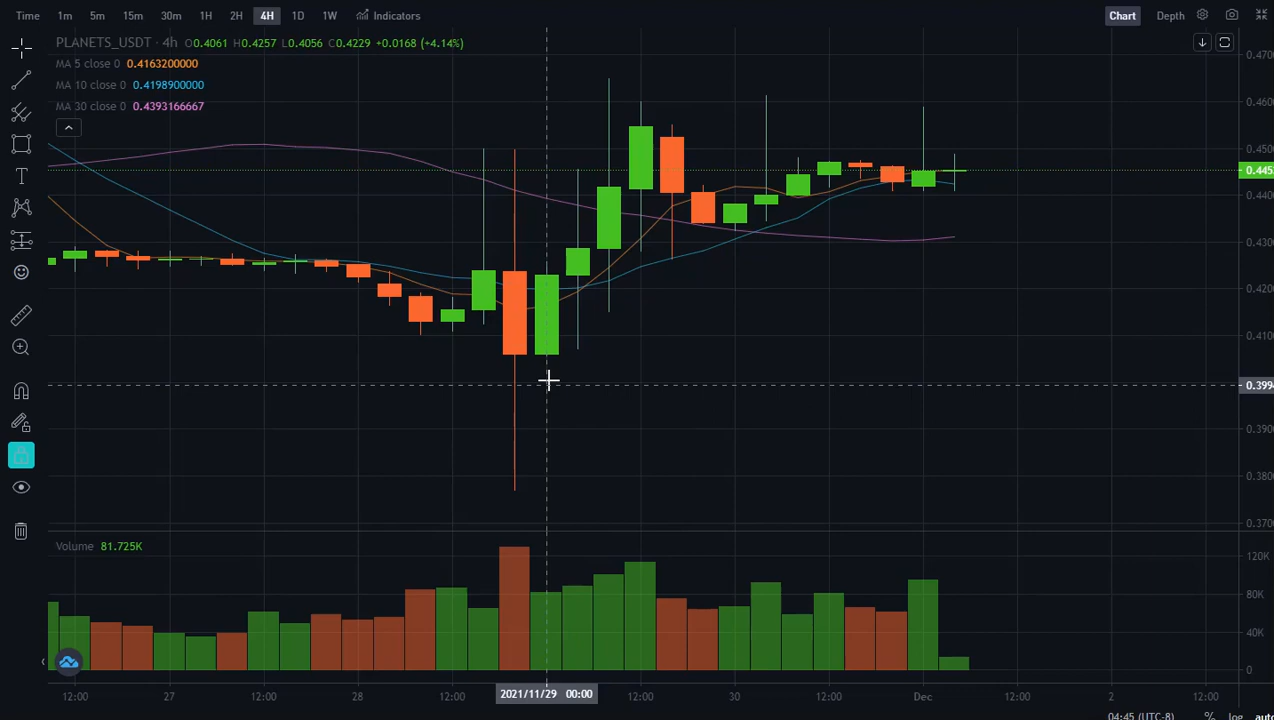 Time 1m 5m 15m 30m 1H 2H 4H 1D 1W Indicators Chart Depth
PLANETS_USDT · 4h O0.4061 H0.4257 L0.4056 C0.4229 +0.0168 (+4.14%)
MA 5 close 0 0.4163200000
MA 10 close 0 0.4198900000
MA 30 close 0 0.4393166667
0.470
0.460
0.450
0.445
0.440
0.430
0.420
0.410
0.399
0.390
0.380
0.370
Volume 81.725K
120K
80K
40K
0
12:00 27 12:00 28 12:00 2021/11/29 00:00 12:00 30 12:00 Dec 12:00 2 12:00
04:45 (UTC-8) % log auto